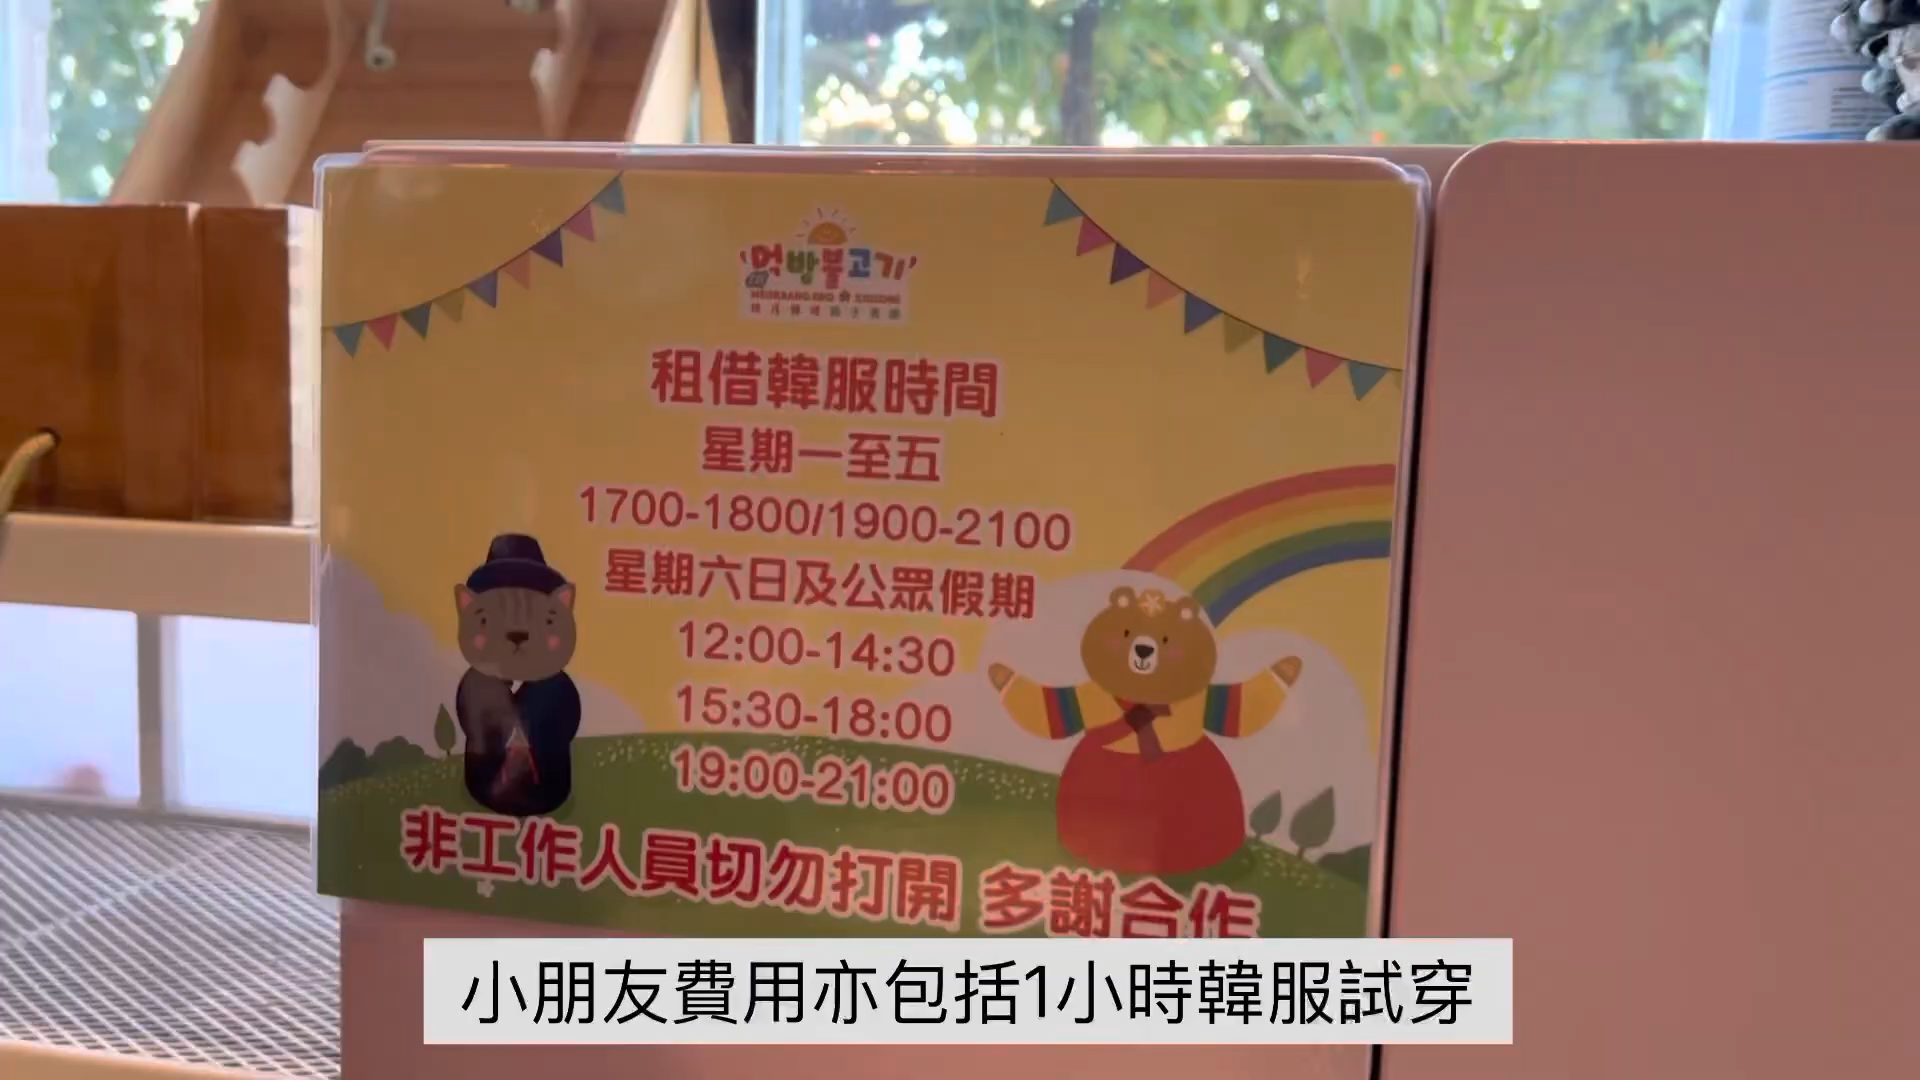 먹방불고기
租借韓服時間
星期一至五
1700-1800/1900-2100
星期六日及公眾假期
12:00-14:30
15:30-18:00
19:00-21:00
非工作人員切勿打開 多謝合作
小朋友費用亦包括1小時韓服試穿